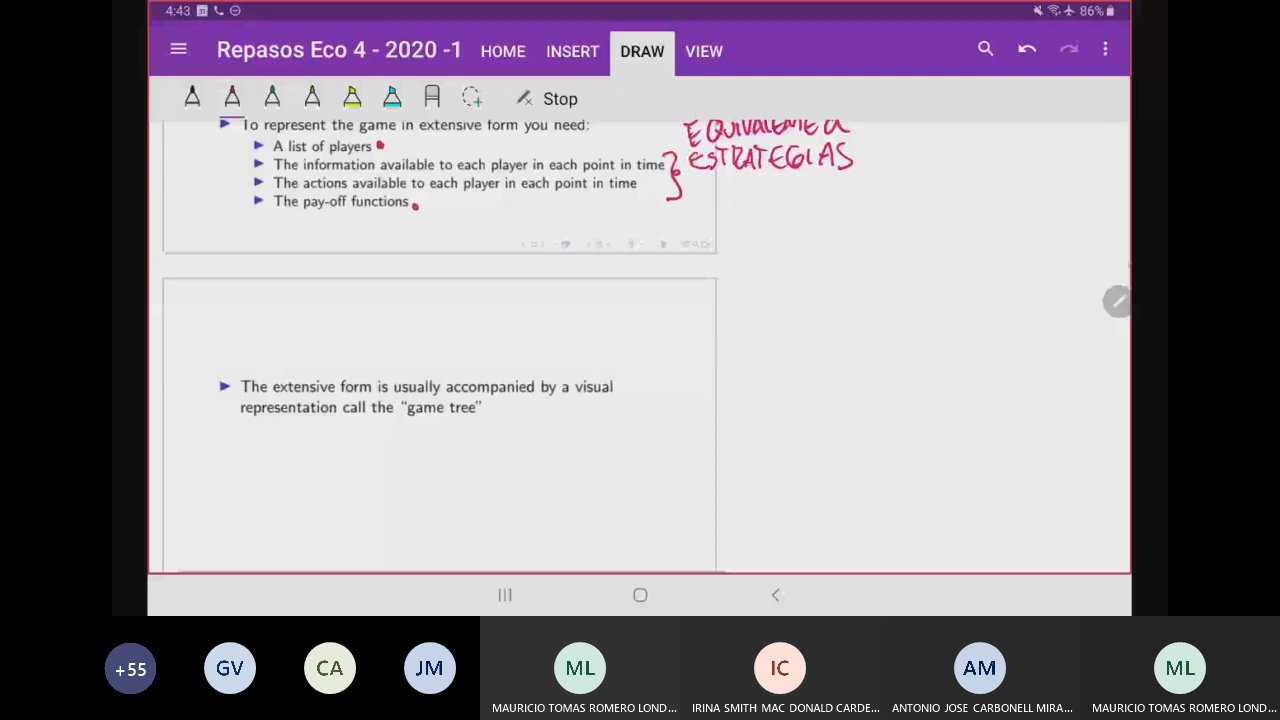 4:43
86%
Repasos Eco 4 - 2020 -1 HOME INSERT DRAW VIEW
Stop
To represent the game in extensive form you need:
A list of players
The information available to each player in each point in time
The actions available to each player in each point in time
The pay-off functions
EQUIVALENTE A
ESTRATEGIAS
The extensive form is usually accompanied by a visual
representation call the “game tree”
+55 GV CA JM ML IC AM ML
MAURICIO TOMAS ROMERO LOND... IRINA SMITH MAC DONALD CARDE... ANTONIO JOSE CARBONELL MIRA... MAURICIO TOMAS ROMERO LOND...